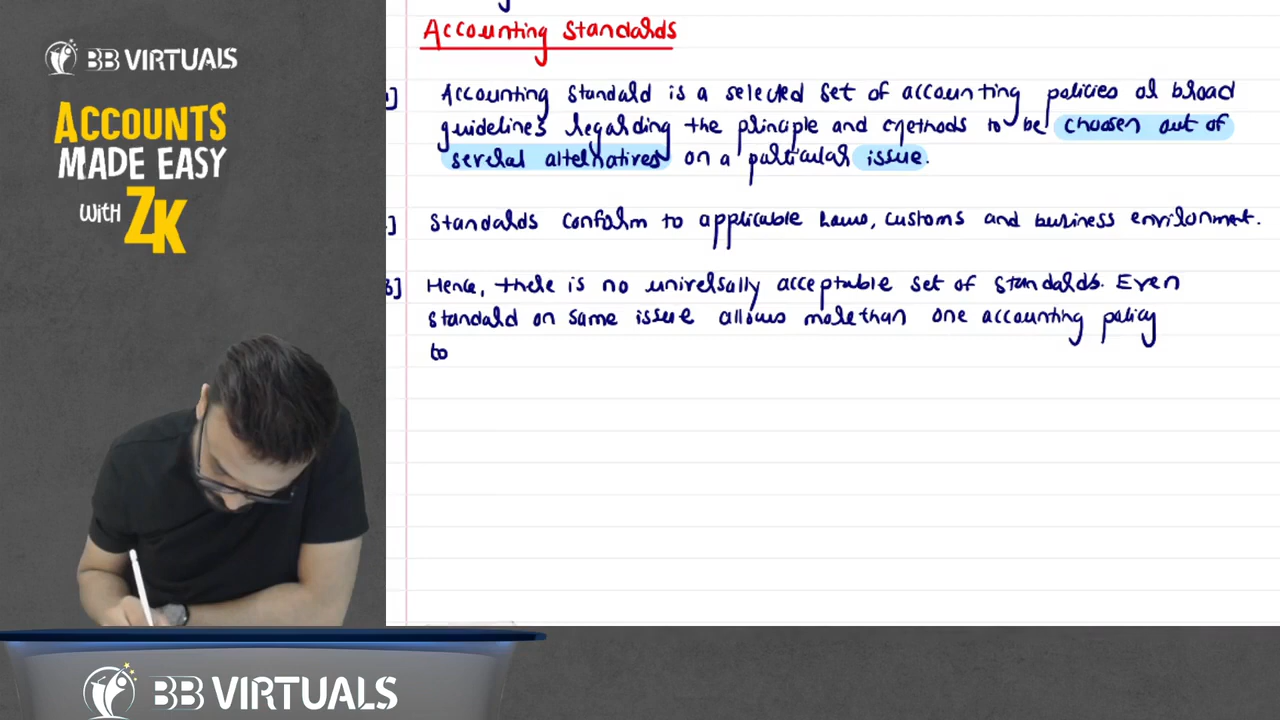 BB VIRTUALS
ACCOUNTS
MADE EASY
WITH ZK
Accounting Standards
Accounting Standard is a selected set of accounting policies or broad
guidelines regarding the principle and methods to be choosen out of
several alternatives on a particular issue.
Standards conform to applicable laws, customs and business environment.
3] Hence, there is no universally acceptable set of standards. Even
standard on same issue allows more than one accounting policy
to
BB VIRTUALS